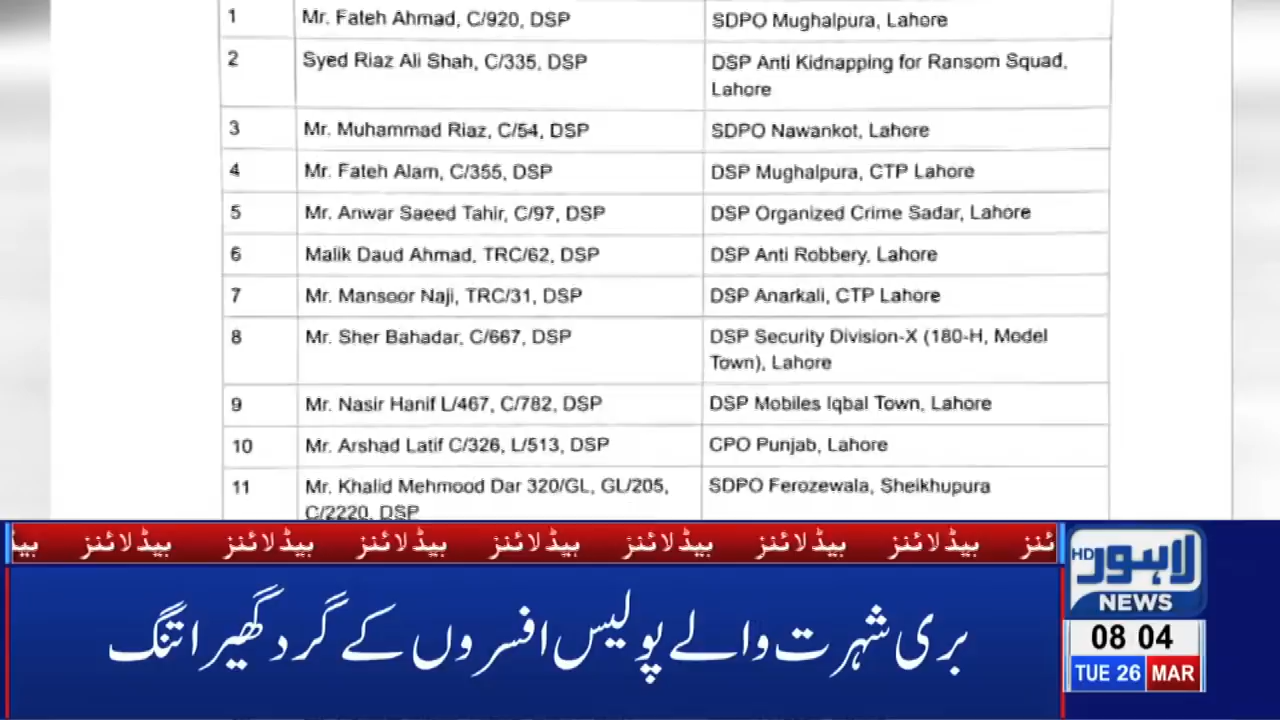 1 Mr. Fateh Ahmad, C/920, DSP SDPO Mughalpura, Lahore
2 Syed Riaz Ali Shah, C/335, DSP DSP Anti Kidnapping for Ransom Squad,
Lahore
3 Mr. Muhammad Riaz, C/54, DSP SDPO Nawankot, Lahore
4 Mr. Fateh Alam, C/355, DSP DSP Mughalpura, CTP Lahore
5 Mr. Anwar Saeed Tahir, C/97, DSP DSP Organized Crime Sadar, Lahore
6 Malik Daud Ahmad, TRC/62, DSP DSP Anti Robbery, Lahore
7 Mr. Mansoor Naji, TRC/31, DSP DSP Anarkali, CTP Lahore
8 Mr. Sher Bahadar, C/667, DSP DSP Security Division-X (180-H, Model
Town), Lahore
9 Mr. Nasir Hanif L/467, C/782, DSP DSP Mobiles Iqbal Town, Lahore
10 Mr. Arshad Latif C/326, L/513, DSP CPO Punjab, Lahore
11 Mr. Khalid Mehmood Dar 320/GL, GL/205, SDPO Ferozewala, Sheikhupura
C/2220, DSP
ئنز ہیڈلائنز ہیڈلائنز ہیڈلائنز ہیڈلائنز ہیڈلائنز ہیڈلائنز ہیڈلائنز ہیڈ
بری شہرت والے پولیس افسروں کے گرد گھیرا تنگ
لاہور HD
NEWS
08 04
TUE 26 MAR